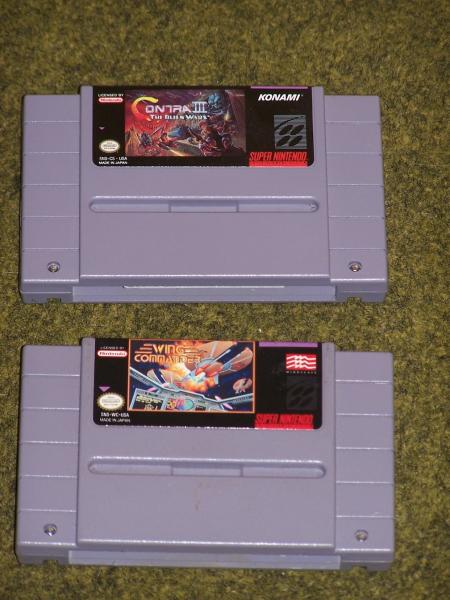 LICENSED BY
Nintendo
CONTRA III
THE ALIEN WARS
KONAMI
SNS-CS-USA
MADE IN JAPAN
SUPER NINTENDO
LICENSED BY
Nintendo
WING
COMMANDER
MINDSCAPE
SNS-WC-USA
MADE IN JAPAN
SUPER NINTENDO